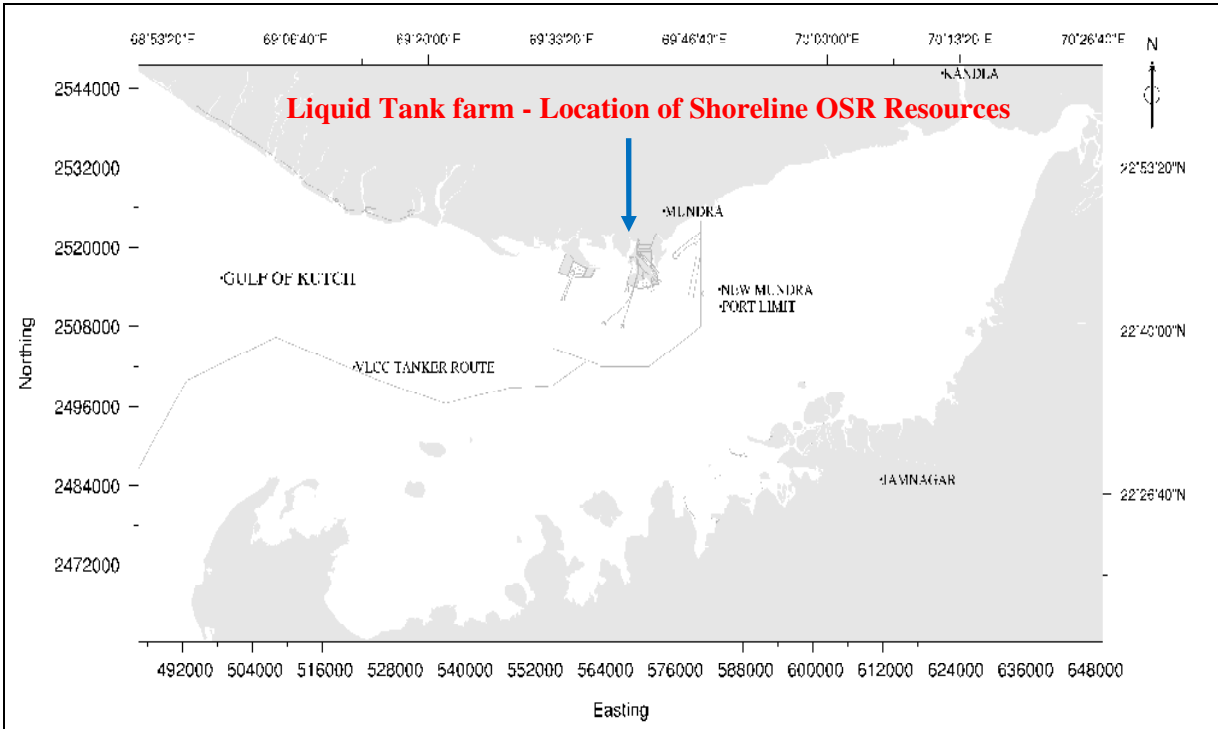 68°53'20"E 69°06'40"E 69°20'00"E 69°33'20"E 69°46'40"E 70°00'00"E 70°13'20"E 70°26'40"E
N
KANDLA
2544000
Liquid Tank farm - Location of Shoreline OSR Resources
2532000
22°53'20"N
MUNDRA
2520000
GULF OF KUTCH
NEW MUNDRA
PORT LIMIT
2508000
22°40'00"N
Northing
VLCC TANKER ROUTE
2496000
2484000
JAMNAGAR
22°26'40"N
2472000
492000 504000 516000 528000 540000 552000 564000 576000 588000 600000 612000 624000 636000 648000
Easting